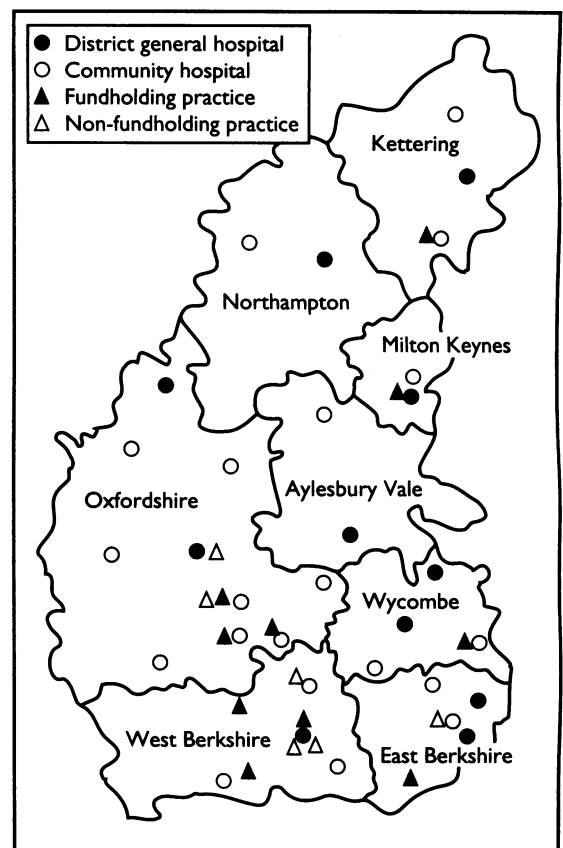 District general hospital
Community hospital
Fundholding practice
Non-fundholding practice
Kettering
Northampton
Milton Keynes
Oxfordshire
Aylesbury Vale
Wycombe
West Berkshire
East Berkshire